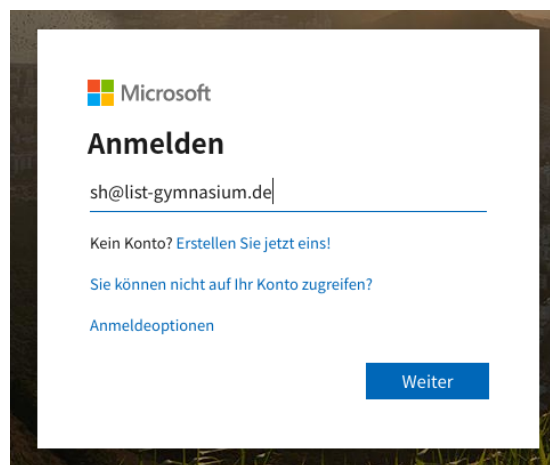 Microsoft
Anmelden
sh@list-gymnasium.de
Kein Konto? Erstellen Sie jetzt eins!
Sie können nicht auf Ihr Konto zugreifen?
Anmeldeoptionen
Weiter